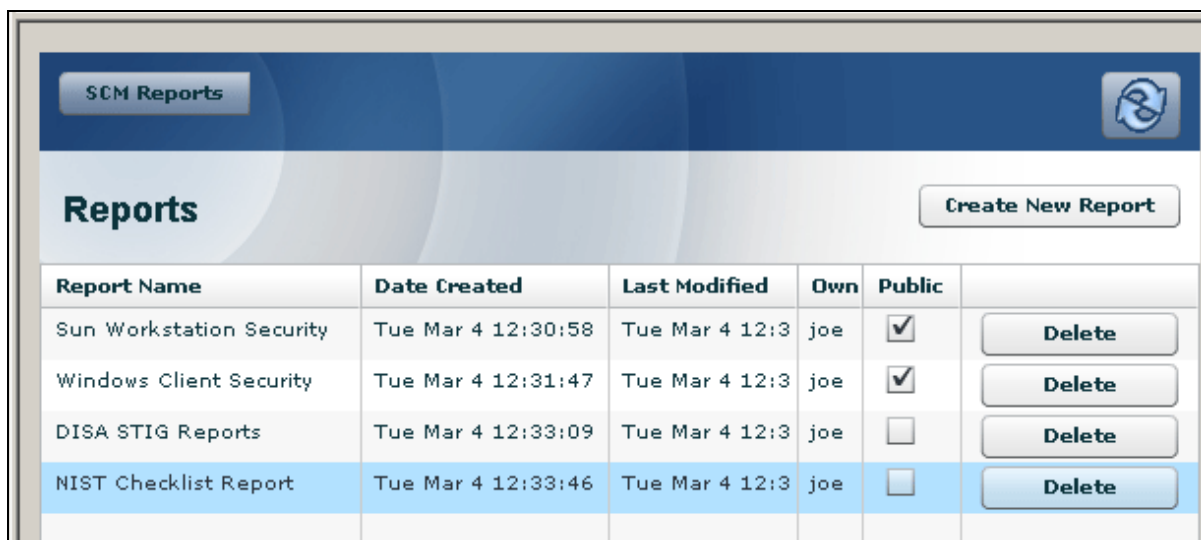 SCM Reports
Reports
Create New Report
Report Name Date Created Last Modified Own Public
Sun Workstation Security Tue Mar 4 12:30:58 Tue Mar 4 12:3 joe Delete
Windows Client Security Tue Mar 4 12:31:47 Tue Mar 4 12:3 joe Delete
DISA STIG Reports Tue Mar 4 12:33:09 Tue Mar 4 12:3 joe Delete
NIST Checklist Report Tue Mar 4 12:33:46 Tue Mar 4 12:3 joe Delete